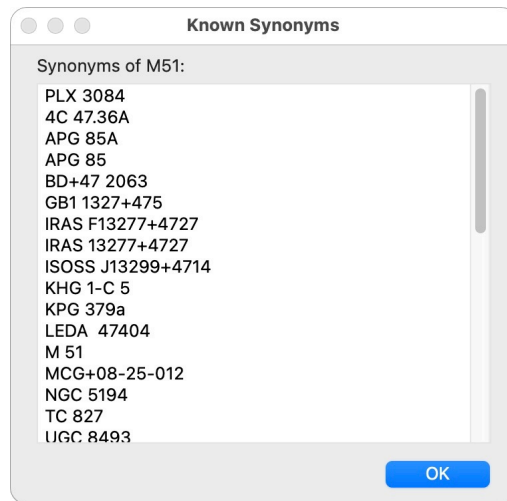 Known Synonyms
Synonyms of M51:
PLX 3084
4C 47.36A
APG 85A
APG 85
BD+47 2063
GB1 1327+475
IRAS F13277+4727
IRAS 13277+4727
ISOSS J13299+4714
KHG 1-C 5
KPG 379a
LEDA  47404
M 51
MCG+08-25-012
NGC 5194
TC 827
UGC 8493
OK